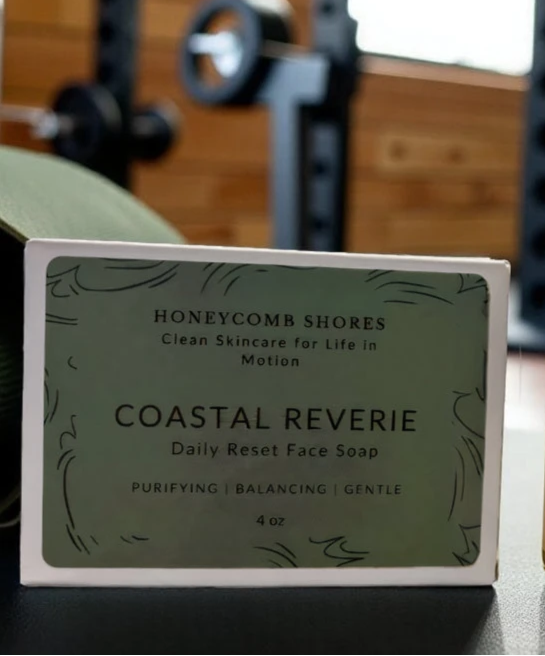 HONEYCOMB SHORES
Clean Skincare for Life in
Motion
COASTAL REVERIE
Daily Reset Face Soap
PURIFYING | BALANCING | GENTLE
4 oz